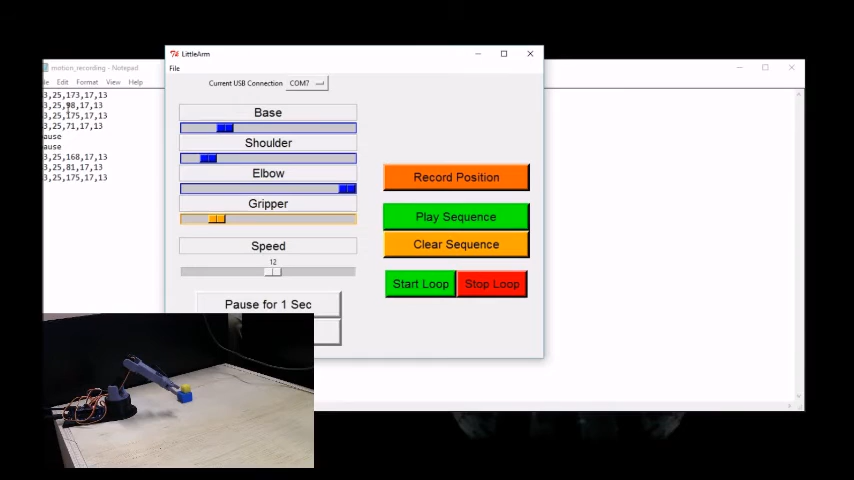 LittleArm
motion_recording - Notepad
File
Edit Format View Help
Current USB Connection COM7
3,25,173,17,13
3,25,98,17,13
3,25,175,17,13
3,25,71,17,13
ause
ause
3,25,168,17,13
3,25,81,17,13
3,25,175,17,13
Base
Shoulder
Elbow
Gripper
Speed
12
Pause for 1 Sec
Record Position
Play Sequence
Clear Sequence
Start Loop Stop Loop